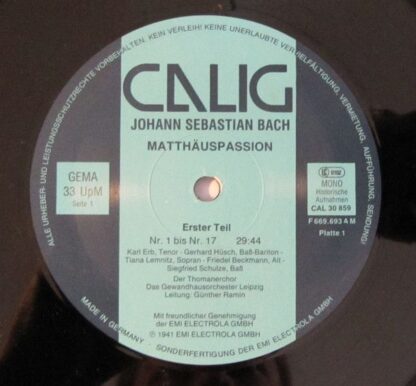 ALLE URHEBER- UND LEISTUNGSSCHUTZRECHTE VORBEHALTEN. KEIN VERLEIH! KEINE UNERLAUBTE VERVIELFÄLTIGUNG, VERMIETUNG, AUFFÜHRUNG, SENDUNG!
CALIG
JOHANN SEBASTIAN BACH
MATTHÄUSPASSION
GEMA
33 UpM
Seite 1
LC 0162
MONO
Historische
Aufnahmen
CAL 30 859
F 669.693 4 M
Platte 1
Erster Teil
Nr. 1 bis Nr. 17 29:44
Karl Erb, Tenor - Gerhard Hüsch, Baß-Bariton -
Tiana Lemnitz, Sopran - Friedel Beckmann, Alt -
Siegfried Schulze, Baß
Der Thomanerchor
Das Gewandhausorchester Leipzig
Leitung: Günther Ramin
Mit freundlicher Genehmigung
der EMI ELECTROLA GMBH
℗ 1941 EMI ELECTROLA GMBH
MADE IN GERMANY
SONDERFERTIGUNG DER EMI ELECTROLA GMBH